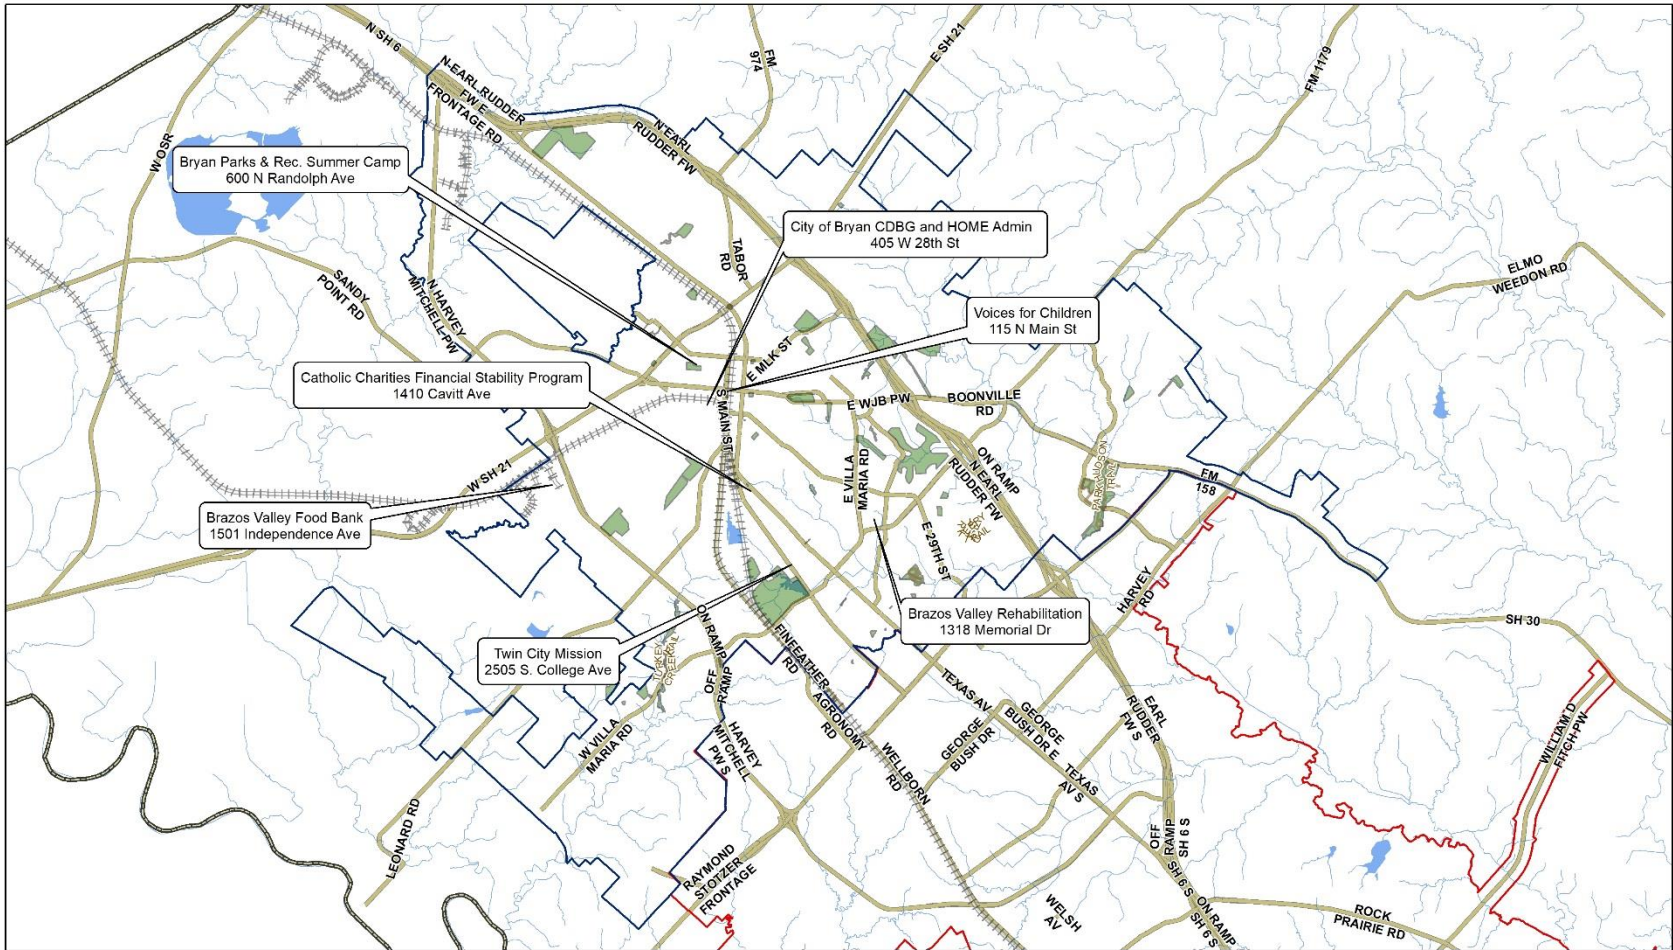 N SH 6
FM
974
E SH 21
FM 1179
N EARL RUDDER
FW E
FRONTAGE RD
N EARL
RUDDER FW
W OSR
Bryan Parks & Rec. Summer Camp
600 N Randolph Ave
City of Bryan CDBG and HOME Admin
405 W 28th St
TABOR
RD
ELMO
WEEDON RD
SANDY
POINT RD
N HARVEY
MITCHELL PW
Voices for Children
115 N Main St
E MLK ST
Catholic Charities Financial Stability Program
1410 Cavitt Ave
S MAIN ST
E WJB PW
BOONVILLE
RD
W SH 21
E VILLA
MARIA RD
ON RAMP
N EARL
RUDDER FW
PARK HUDSON
TRAIL
FM
158
Brazos Valley Food Bank
1501 Independence Ave
E 29TH ST
HARVEY
RD
Brazos Valley Rehabilitation
1318 Memorial Dr
SH 30
Twin City Mission
2505 S. College Ave
TURKEY
CREEK TRAIL
ON RAMP
OFF
RAMP
FINFEATHER
RD
AGRONOMY
RD
TEXAS AV
GEORGE
BUSH DR
GEORGE
BUSH DR E
EARL
RUDDER
FW S
WILLIAM D
FITCH PW
W VILLA
MARIA RD
HARVEY
MITCHELL
PW S
WELLBORN
RD
TEXAS
AV S
LEONARD RD
OFF
RAMP
SH 6 S
RAYMOND
STOTZER
FRONTAGE
SH 6 S
ON RAMP
SH 6 S
WELSH
AV
ROCK
PRAIRIE RD